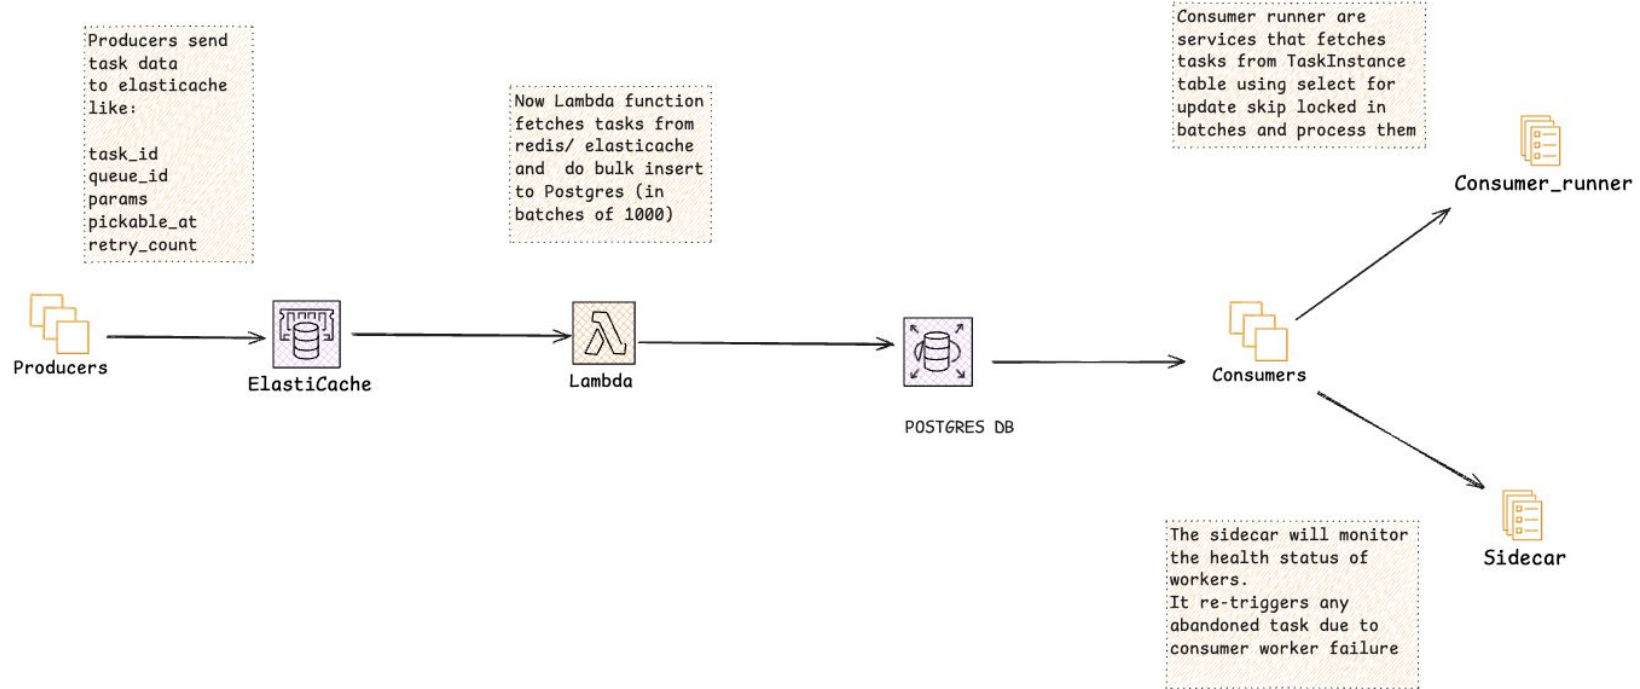 Producers send
task data
to elasticache
like:
task_id
queue_id
params
pickable_at
retry_count
Now Lambda function
fetches tasks from
redis/ elasticache
and  do bulk insert
to Postgres (in
batches of 1000)
Consumer runner are
services that fetches
tasks from TaskInstance
table using select for
update skip locked in
batches and process them
Consumer_runner
Producers
ElastiCache
Lambda
POSTGRES DB
Consumers
The sidecar will monitor
the health status of
workers.
It re-triggers any
abandoned task due to
consumer worker failure
Sidecar